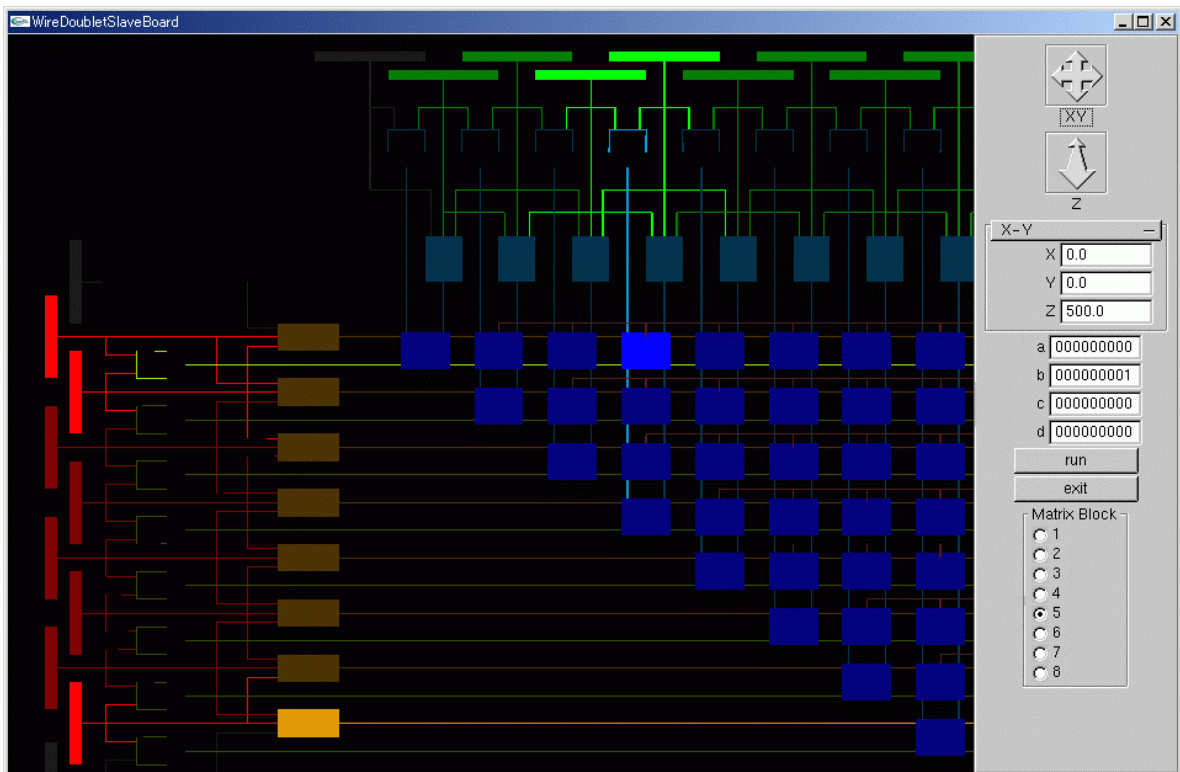 WireDoubletSlaveBoard
XY
Z
X-Y
X 0.0
Y 0.0
Z 500.0
a 000000000
b 000000001
c 000000000
d 000000000
run
exit
Matrix Block
1
2
3
4
5
6
7
8